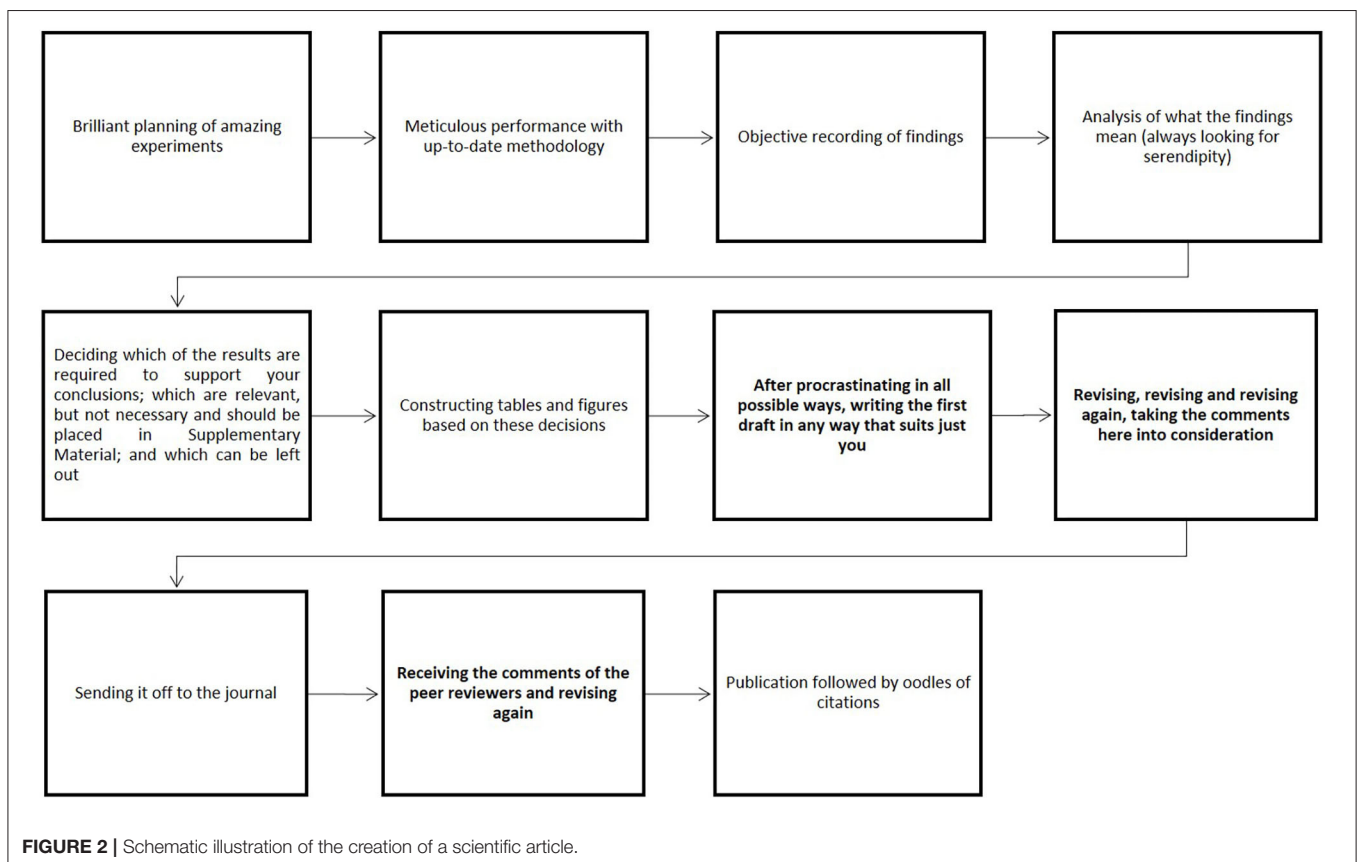 Brilliant planning of amazing
experiments
Meticulous performance with
up-to-date methodology
Objective recording of findings
Analysis of what the findings
mean (always looking for
serendipity)
Deciding which of the results are
required to support your
conclusions; which are relevant,
but not necessary and should be
placed in Supplementary
Material; and which can be left
out
Constructing tables and figures
based on these decisions
After procrastinating in all
possible ways, writing the first
draft in any way that suits just
you
Revising, revising and revising
again, taking the comments
here into consideration
Sending it off to the journal
Receiving the comments of the
peer reviewers and revising
again
Publication followed by oodles of
citations
FIGURE 2 | Schematic illustration of the creation of a scientific article.